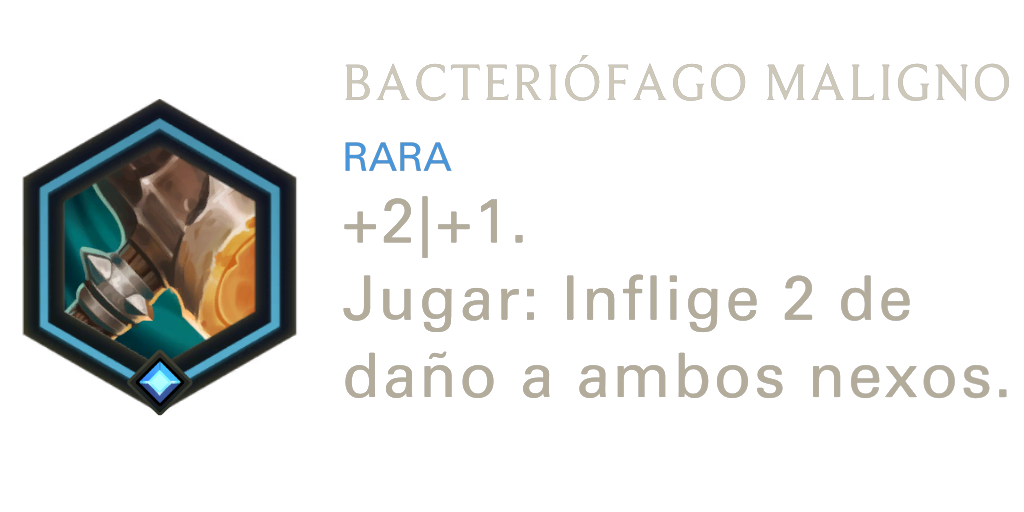 BACTERIÓFAGO MALIGNO
RARA
+2|+1.
Jugar: Inflige 2 de
daño a ambos nexos.